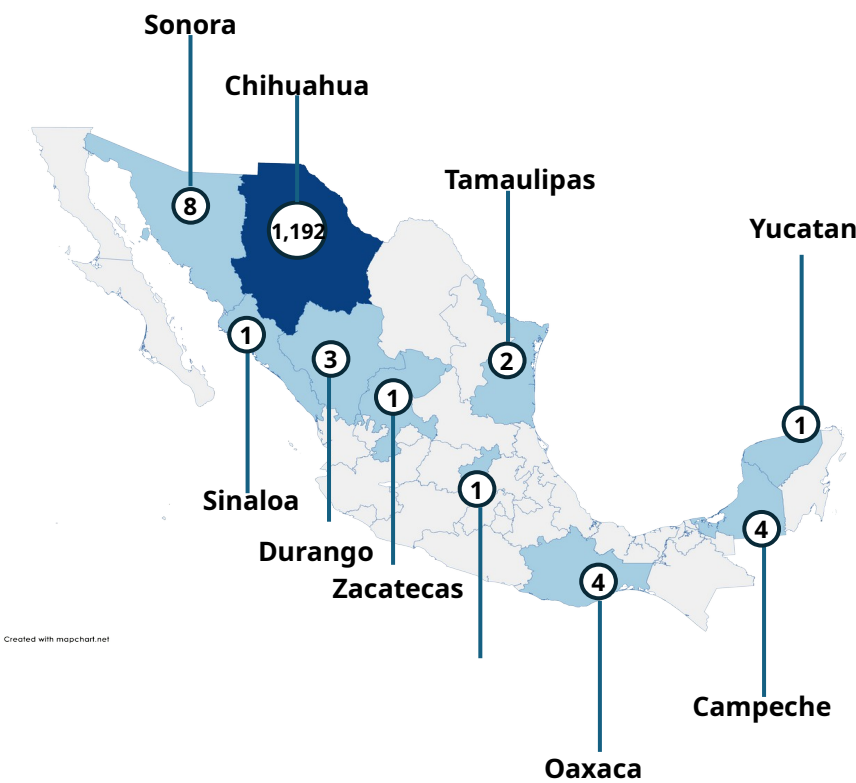 Sonora
Chihuahua
Tamaulipas
Yucatan
8
1,192
1
3
2
1
1
1
4
4
Sinaloa
Durango
Zacatecas
Created with mapchart.net
Campeche
Oaxaca